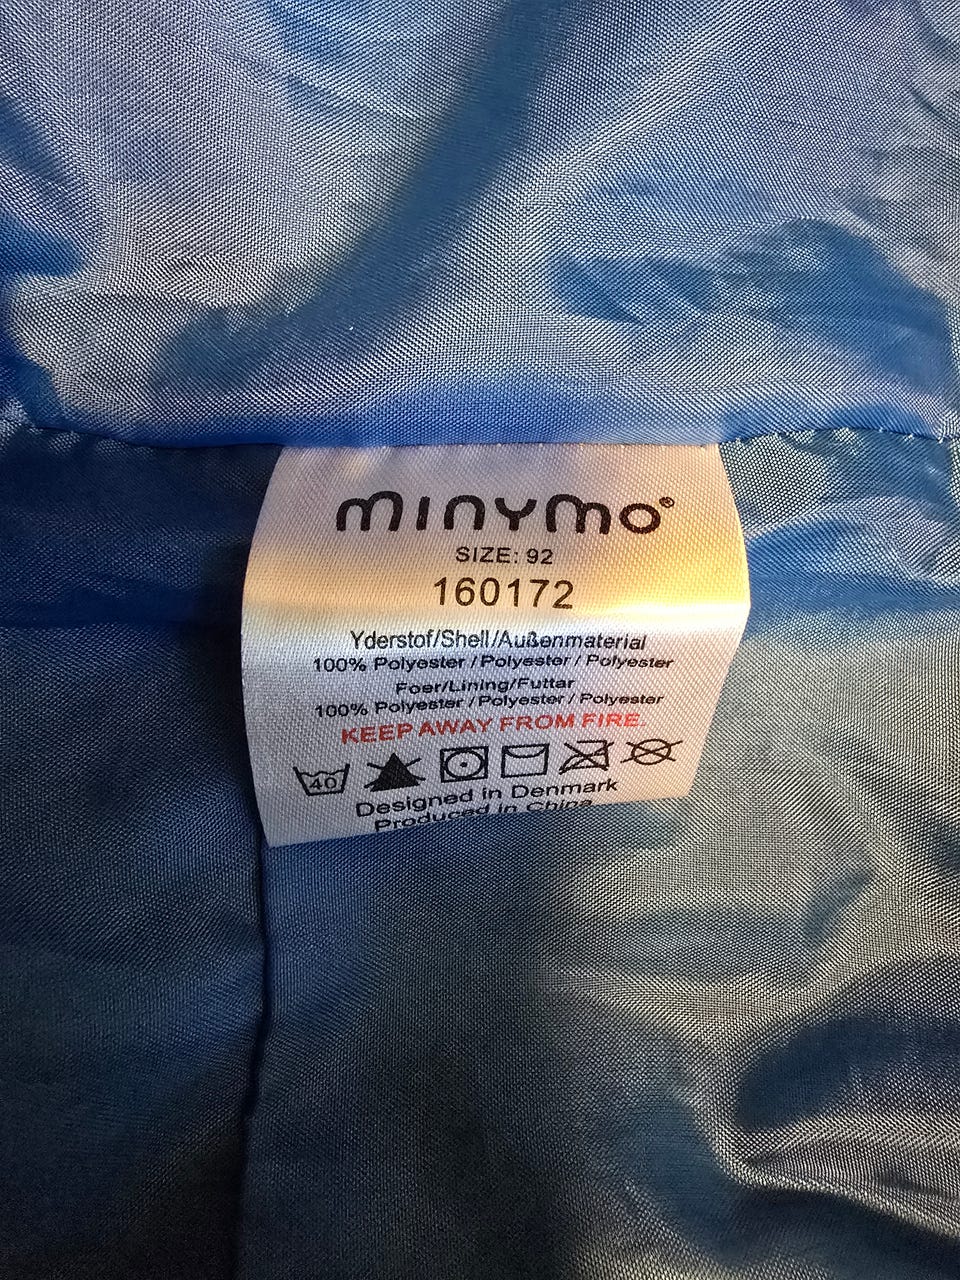 minymo®
SIZE: 92
160172
Yderstof/Shell/Außenmaterial
100% Polyester / Polyester / Polyester
Foer/Lining/Futtar
100% Polyester / Polyester / Polyester
KEEP AWAY FROM FIRE.
40
Designed in Denmark
Produced in China